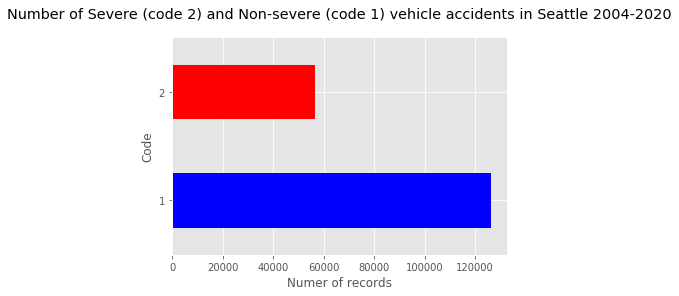 Number of Severe (code 2) and Non-severe (code 1) vehicle accidents in Seattle 2004-2020
2
Code
1
0 20000 40000 60000 80000 100000 120000
Numer of records